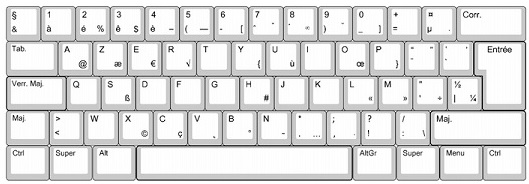 § 1 2 3 4 5 6 7 8 9 0 + ¤ Corr.
& à é % è $ ê – ( — - [ _ } = µ .
Tab. A Z E R T Y U I O P Entrée
@ æ € √ { ù œ }
Verr. Maj. Q S D F G H J K L M " " ½
ß # « » ' ÷ | ¼
Maj. > W X C V B N * ; ? / Maj.
< © ç . … , ! : \
Ctrl Super Alt AltGr Super Menu Ctrl